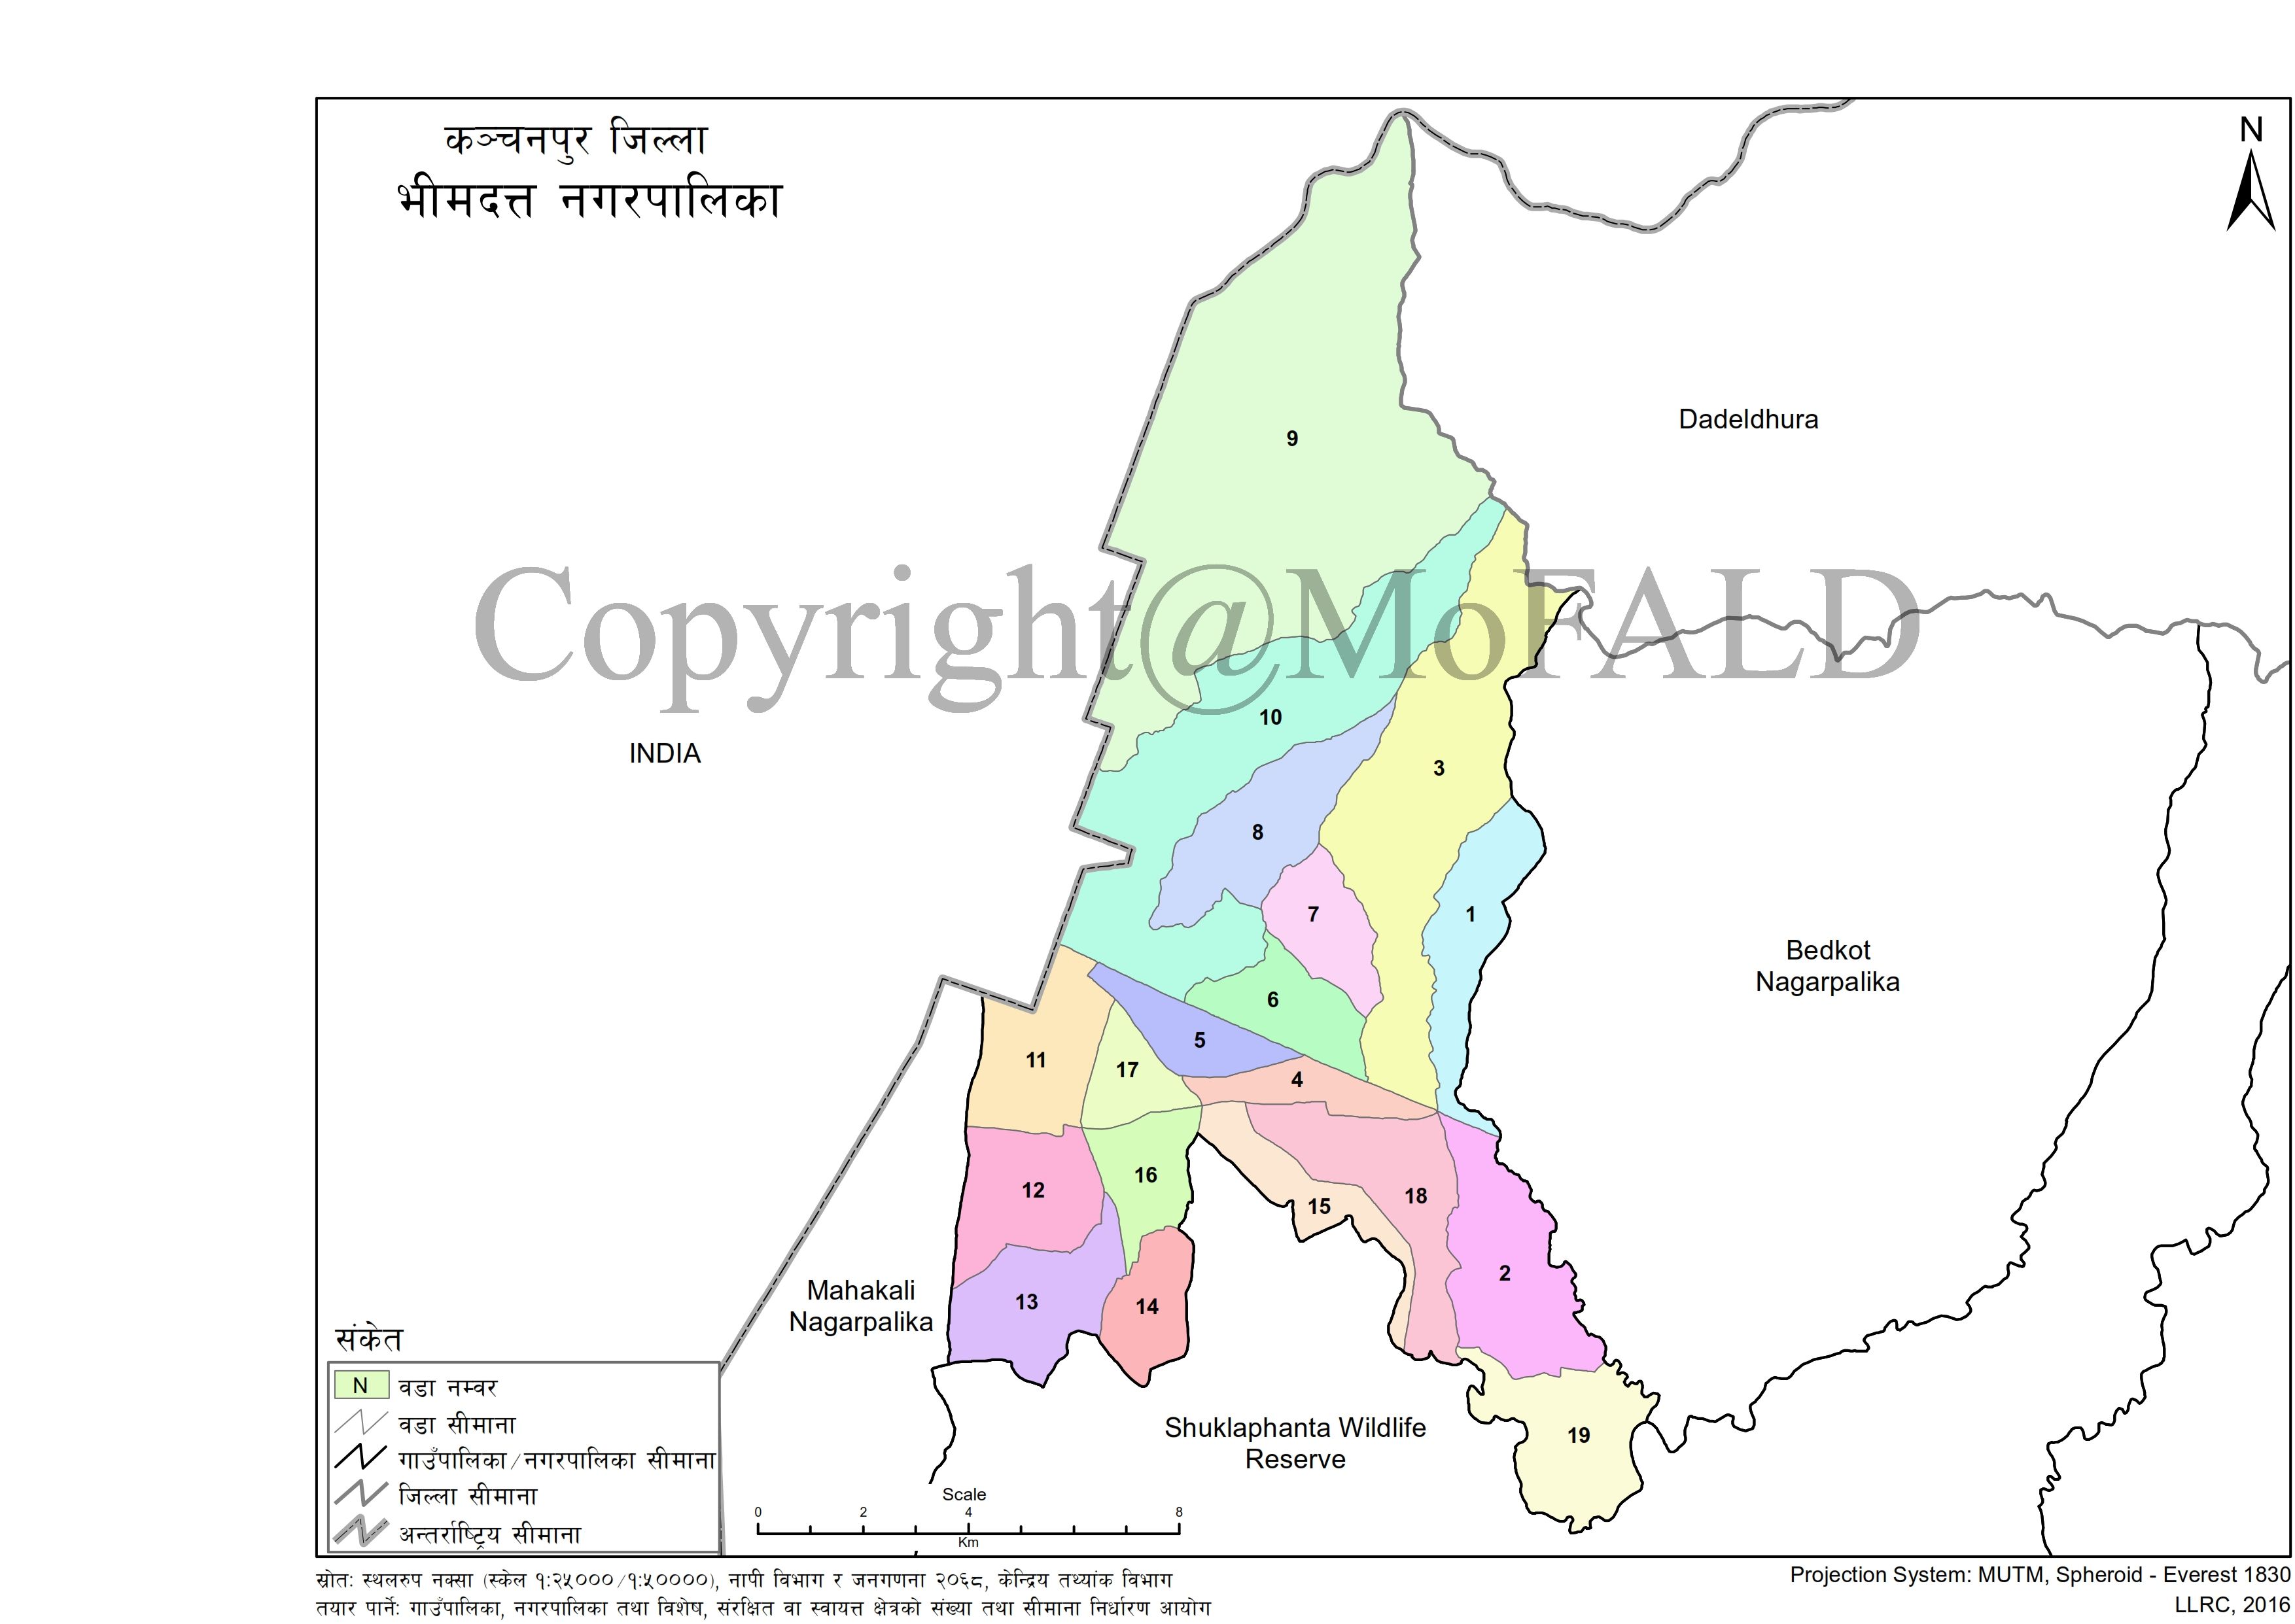 कञ्चनपुर जिल्ला
भीमदत्त नगरपालिका
N
9
Dadeldhura
Copyright@MoFALD
10
INDIA
3
8
7
1
Bedkot
Nagarpalika
6
5
11
17
4
16
12
18
15
2
Mahakali
Nagarpalika
13
14
19
Shuklaphanta Wildlife
Reserve
संकेत
N वडा नम्वर
वडा सीमाना
गाउँपालिका/नगरपालिका सीमाना
जिल्ला सीमाना
अन्तर्राष्ट्रिय सीमाना
Scale
0 2 4 8
Km
स्रोतः स्थलरुप नक्सा (स्केल १:२५०००/१:५००००), नापी विभाग र जनगणना २०६८, केन्द्रिय तथ्यांक विभाग
तयार पार्नेः गाउँपालिका, नगरपालिका तथा विशेष, संरक्षित वा स्वायत्त क्षेत्रको संख्या तथा सीमाना निर्धारण आयोग
Projection System: MUTM, Spheroid - Everest 1830
LLRC, 2016